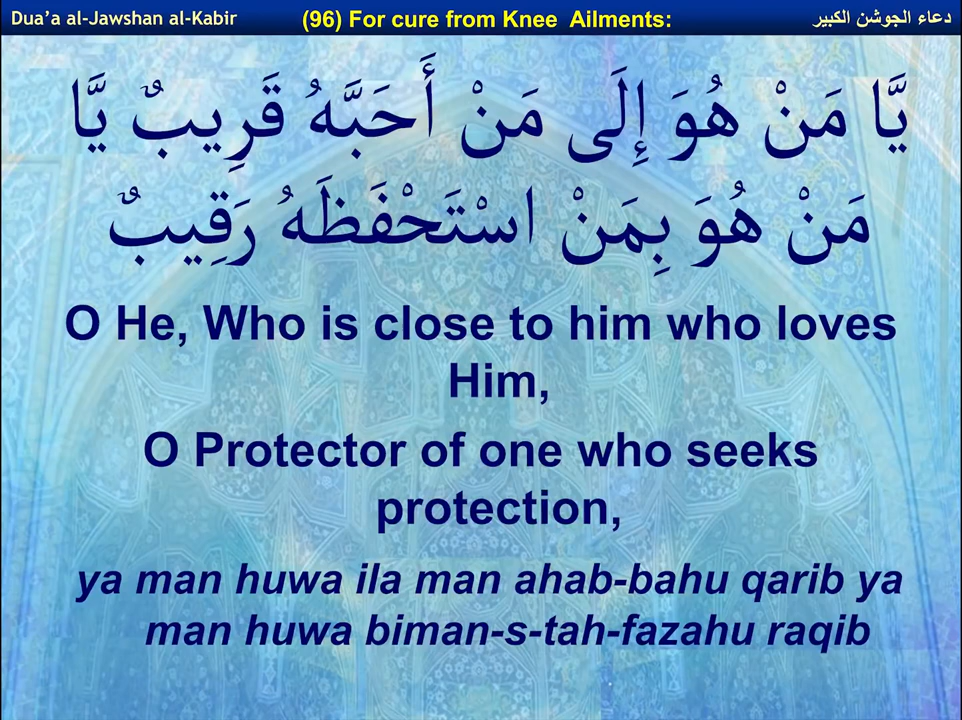 Dua'a al-Jawshan al-Kabir (96) For cure from Knee Ailments: دعاء الجوشن الكبير
يَّا مَنْ هُوَ إِلَى مَنْ أَحَبَّهُ قَرِيبٌ يَّا
مَنْ هُوَ بِمَنْ اسْتَحْفَظَهُ رَقِيبٌ
O He, Who is close to him who loves
Him,
O Protector of one who seeks
protection,
ya man huwa ila man ahab-bahu qarib ya
man huwa biman-s-tah-fazahu raqib